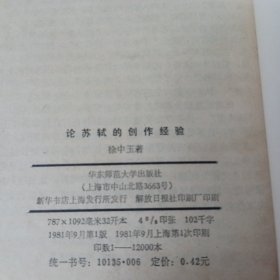 论苏轼的创作经验
徐中玉著
华东师范大学出版社
(上海市中山北路3663号)
新华书店上海发行所发行 解放日报社印刷厂印刷
787×1092毫米32开本 4⅜印张 102千字
1981年9月第1版 1981年9月上海第1次印刷
印数1——12000本
统一书号：10135·006 定价：0.42元